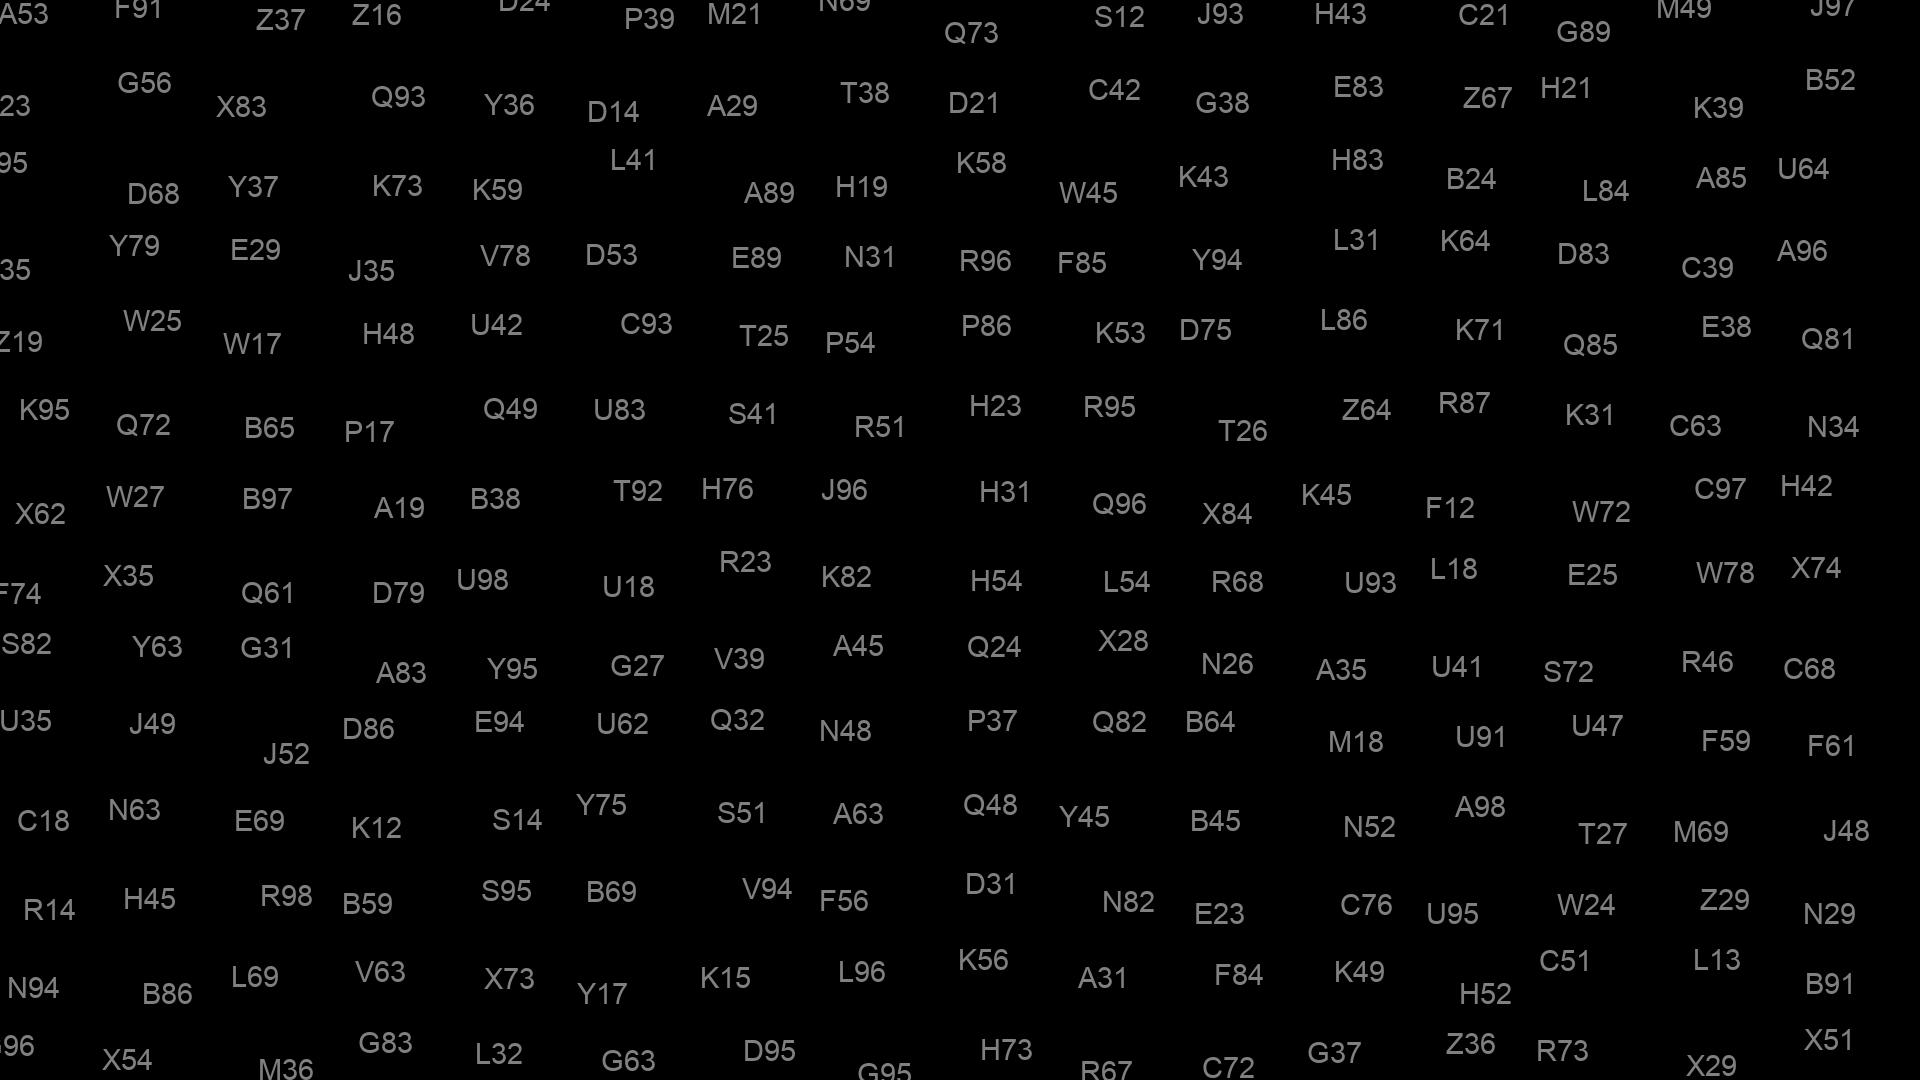 A53 F91 Z37 Z16 D24 P39 M21 N69 Q73 S12 J93 H43 C21 G89 M49 J97
23 G56 X83 Q93 Y36 D14 A29 T38 D21 C42 G38 E83 Z67 H21 K39 B52
95 D68 Y37 K73 K59 L41 A89 H19 K58 W45 K43 H83 B24 L84 A85 U64
35 Y79 E29 J35 V78 D53 E89 N31 R96 F85 Y94 L31 K64 D83 C39 A96
Z19 W25 W17 H48 U42 C93 T25 P54 P86 K53 D75 L86 K71 Q85 E38 Q81
K95 Q72 B65 P17 Q49 U83 S41 R51 H23 R95 T26 Z64 R87 K31 C63 N34
X62 W27 B97 A19 B38 T92 H76 J96 H31 Q96 X84 K45 F12 W72 C97 H42
F74 X35 Q61 D79 U98 U18 R23 K82 H54 L54 R68 U93 L18 E25 W78 X74
S82 Y63 G31 A83 Y95 G27 V39 A45 Q24 X28 N26 A35 U41 S72 R46 C68
U35 J49 J52 D86 E94 U62 Q32 N48 P37 Q82 B64 M18 U91 U47 F59 F61
C18 N63 E69 K12 S14 Y75 S51 A63 Q48 Y45 B45 N52 A98 T27 M69 J48
R14 H45 R98 B59 S95 B69 V94 F56 D31 N82 E23 C76 U95 W24 Z29 N29
N94 B86 L69 V63 X73 Y17 K15 L96 K56 A31 F84 K49 H52 C51 L13 B91
96 X54 M36 G83 L32 G63 D95 G95 H73 R67 C72 G37 Z36 R73 X29 X51